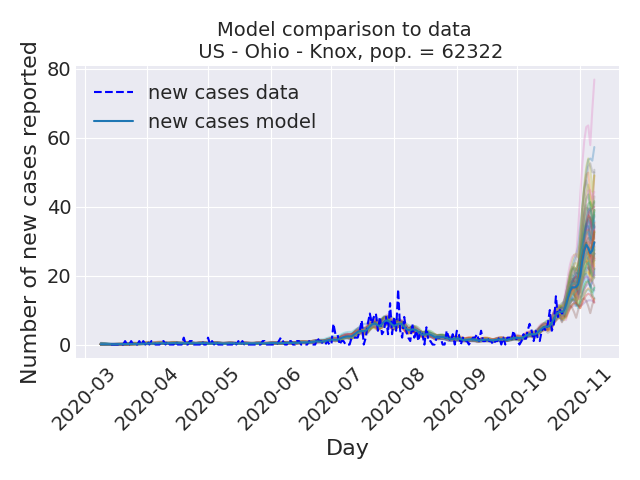 Model comparison to data
US - Ohio - Knox, pop. = 62322
Number of new cases reported
80
60
40
20
0
new cases data
new cases model
2020-03
2020-04
2020-05
2020-06
2020-07
2020-08
2020-09
2020-10
2020-11
Day